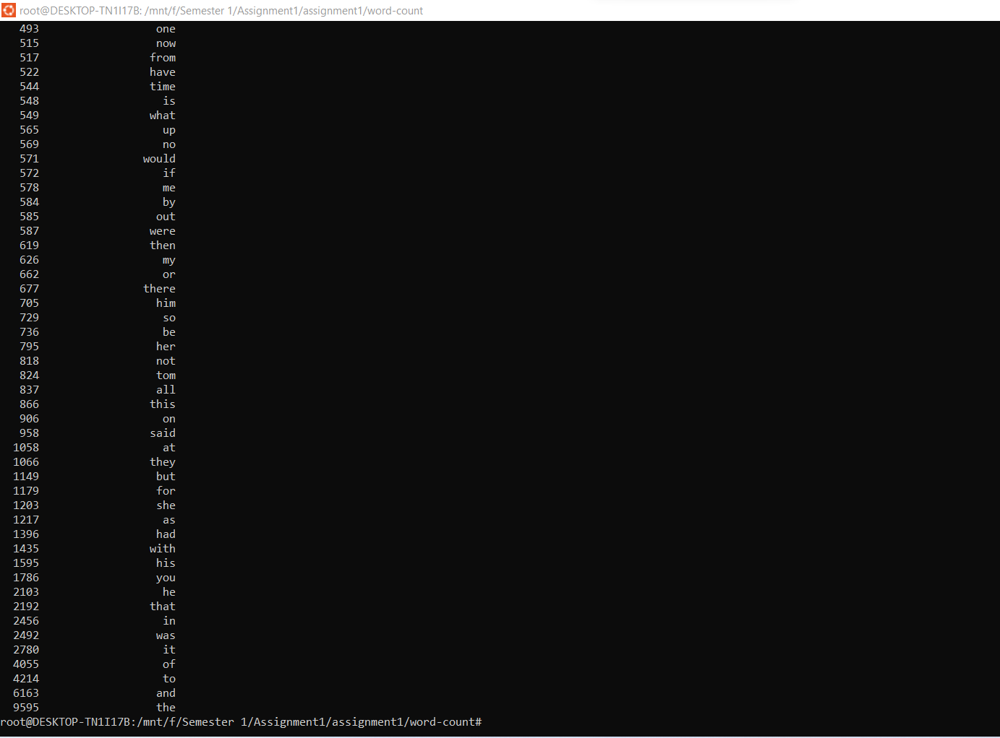 root@DESKTOP-TN1I17B: /mnt/f/Semester 1/Assignment1/assignment1/word-count
493 one
515 now
517 from
522 have
544 time
548 is
549 what
565 up
569 no
571 would
572 if
578 me
584 by
585 out
587 were
619 then
626 my
662 or
677 there
705 him
729 so
736 be
795 her
818 not
824 tom
837 all
866 this
906 on
958 said
1058 at
1066 they
1149 but
1179 for
1203 she
1217 as
1396 had
1435 with
1595 his
1786 you
2103 he
2192 that
2456 in
2492 was
2780 it
4055 of
4214 to
6163 and
9595 the
root@DESKTOP-TN1I17B:/mnt/f/Semester 1/Assignment1/assignment1/word-count#